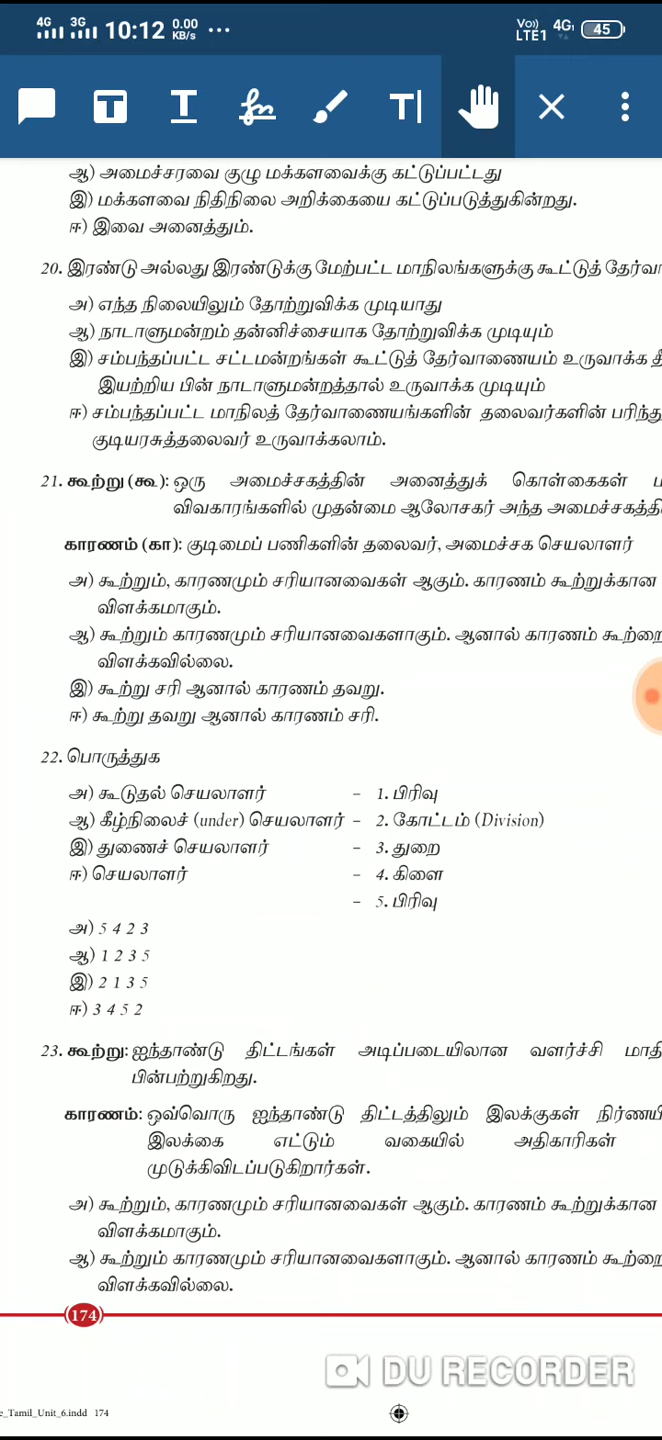 4G 3G 10:12 0.00 KB/s ... Vo)) LTE1 4G 45
T T T|
ஆ) அமைச்சரவை குழு மக்களவைக்கு கட்டுப்பட்டது
இ) மக்களவை நிதிநிலை அறிக்கையை கட்டுப்படுத்துகின்றது.
ஈ) இவை அனைத்தும்.
20. இரண்டு அல்லது இரண்டுக்கு மேற்பட்ட மாநிலங்களுக்கு கூட்டுத்
அ) எந்த நிலையிலும் தோற்றுவிக்க முடியாது
ஆ) நாடாளுமன்றம் தன்னிச்சையாக தோற்றுவிக்க முடியும்
இ) சம்பந்தப்பட்ட சட்டமன்றங்கள் கூட்டுத் தேர்வாணையம் உருவாக்க
இயற்றிய பின் நாடாளுமன்றத்தால் உருவாக்க முடியும்
ஈ) சம்பந்தப்பட்ட மாநிலத் தேர்வாணையங்களின் தலைவர்களின்
குடியரசுத்தலைவர் உருவாக்கலாம்.
21. கூற்று (கூ): ஒரு அமைச்சகத்தின் அனைத்துக் கொள்கைகள்
விவகாரங்களில் முதன்மை ஆலோசகர் அந்த
காரணம் (கா): குடிமைப் பணிகளின் தலைவர், அமைச்சக செயலாளர்
அ) கூற்றும், காரணமும் சரியானவைகள் ஆகும். காரணம் கூற்றுக்கான
விளக்கமாகும்.
ஆ) கூற்றும் காரணமும் சரியானவைகளாகும். ஆனால் காரணம் கூற்றை
விளக்கவில்லை.
இ) கூற்று சரி ஆனால் காரணம் தவறு.
ஈ) கூற்று தவறு ஆனால் காரணம் சரி.
22. பொருத்துக
அ) கூடுதல் செயலாளர் – 1. பிரிவு
ஆ) கீழ்நிலைச் (under) செயலாளர் – 2. கோட்டம் (Division)
இ) துணைச் செயலாளர் – 3. துறை
ஈ) செயலாளர் – 4. கிளை
– 5. பிரிவு
அ) 5 4 2 3
ஆ) 1 2 3 5
இ) 2 1 3 5
ஈ) 3 4 5 2
23. கூற்று: ஐந்தாண்டு திட்டங்கள் அடிப்படையிலான வளர்ச்சி
பின்பற்றுகிறது.
காரணம்: ஒவ்வொரு ஐந்தாண்டு திட்டத்திலும் இலக்குகள்
இலக்கை எட்டும் வகையில் அதிகாரிகள்
முடுக்கிவிடப்படுகிறார்கள்.
அ) கூற்றும், காரணமும் சரியானவைகள் ஆகும். காரணம் கூற்றுக்கான
விளக்கமாகும்.
ஆ) கூற்றும் காரணமும் சரியானவைகளாகும். ஆனால் காரணம் கூற்றை
விளக்கவில்லை.
174
DU RECORDER
_Tamil_Unit_6.indd 174